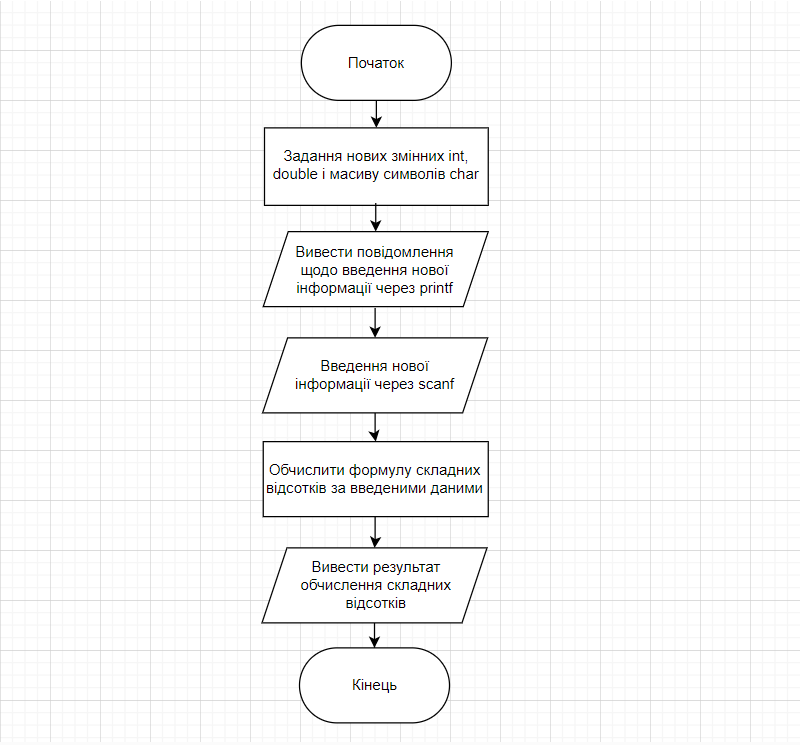 Початок
Задання нових змінних int,
double і масиву символів char
Вивести повідомлення
щодо введення нової
інформації через printf
Введення нової
інформації через scanf
Обчислити формулу складних
відсотків за введеними даними
Вивести результат
обчислення складних
відсотків
Кінець